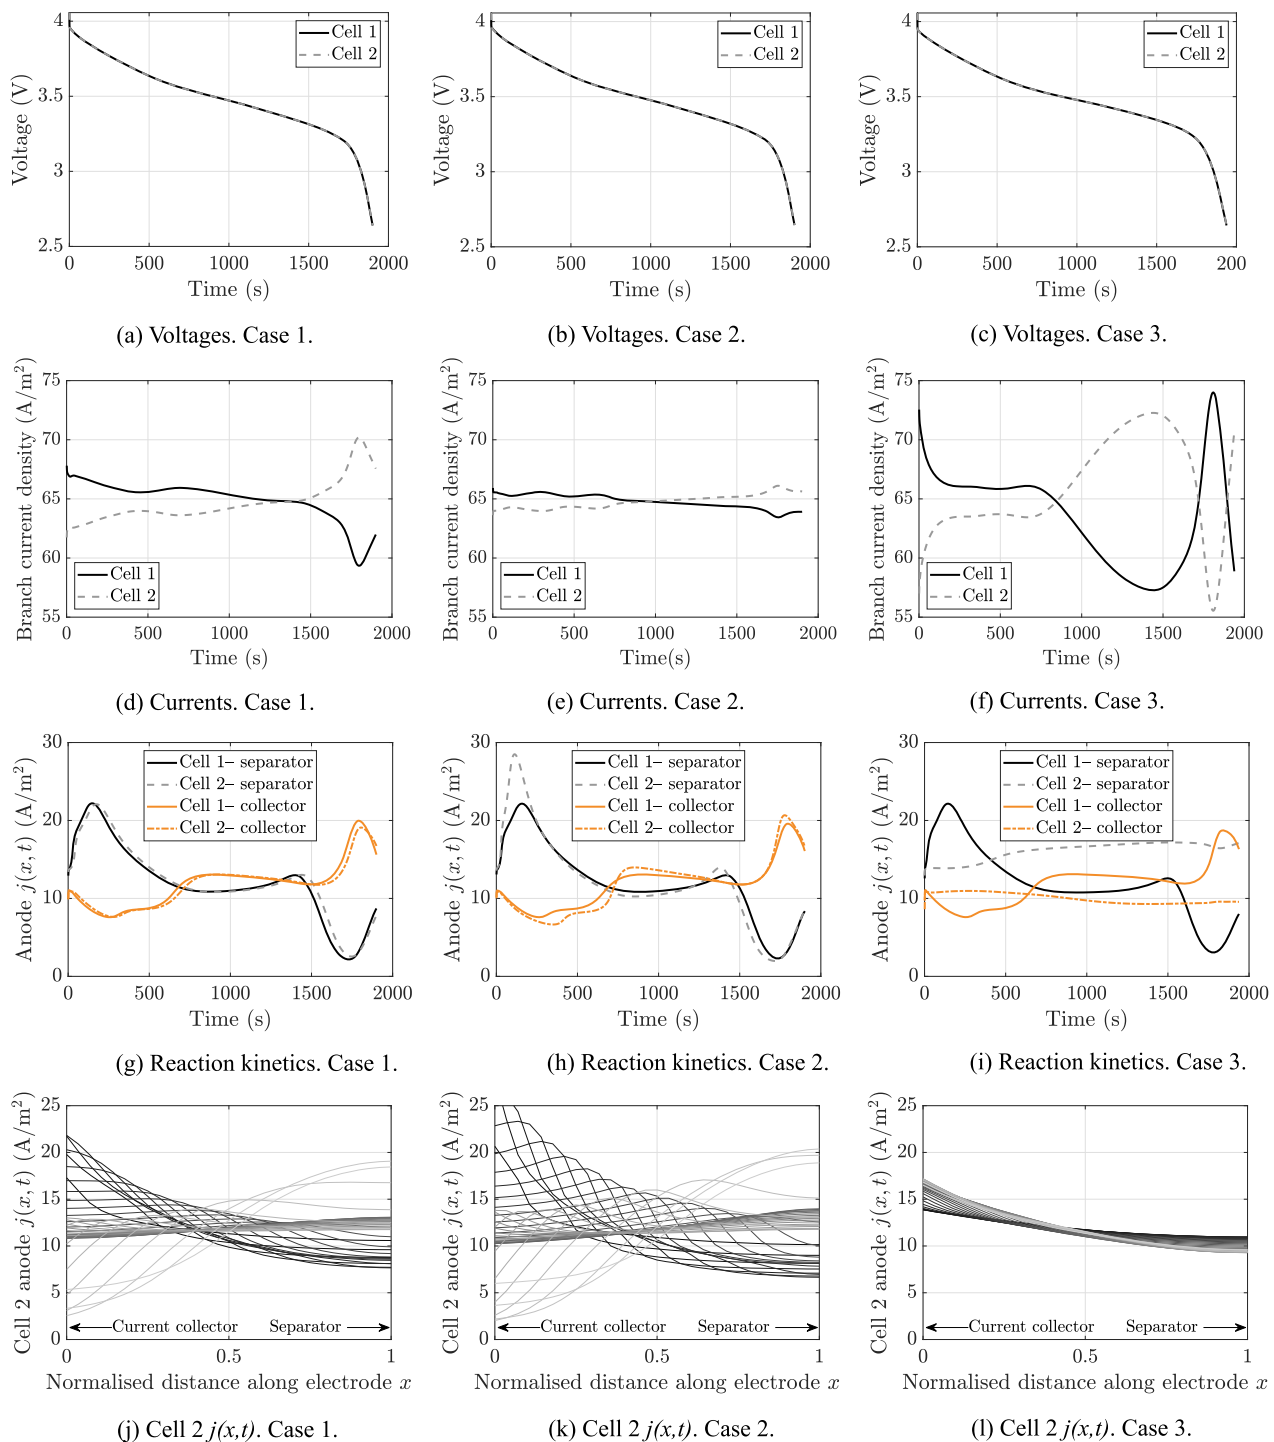 4
3.5
3
2.5
Voltage (V)
0 500 1000 1500 2000
Time (s)
Cell 1
Cell 2
(a) Voltages. Case 1.
4
3.5
3
2.5
Voltage (V)
0 500 1000 1500 2000
Time (s)
Cell 1
Cell 2
(b) Voltages. Case 2.
4
3.5
3
2.5
Voltage (V)
0 500 1000 1500 2000
Time (s)
Cell 1
Cell 2
(c) Voltages. Case 3.
75
70
65
60
55
Branch current density (A/m²)
0 500 1000 1500 2000
Time (s)
Cell 1
Cell 2
(d) Currents. Case 1.
75
70
65
60
55
Branch current density (A/m²)
0 500 1000 1500 2000
Time(s)
Cell 1
Cell 2
(e) Currents. Case 2.
75
70
65
60
55
Branch current density (A/m²)
0 500 1000 1500 2000
Time (s)
Cell 1
Cell 2
(f) Currents. Case 3.
30
20
10
0
Anode j(x, t) (A/m²)
0 500 1000 1500 2000
Time (s)
Cell 1– separator
Cell 2– separator
Cell 1– collector
Cell 2– collector
(g) Reaction kinetics. Case 1.
30
20
10
0
Anode j(x, t) (A/m²)
0 500 1000 1500 2000
Time (s)
Cell 1– separator
Cell 2– separator
Cell 1– collector
Cell 2– collector
(h) Reaction kinetics. Case 2.
30
20
10
0
Anode j(x, t) (A/m²)
0 500 1000 1500 2000
Time (s)
Cell 1– separator
Cell 2– separator
Cell 1– collector
Cell 2– collector
(i) Reaction kinetics. Case 3.
25
20
15
10
5
0
Cell 2 anode j(x, t) (A/m²)
Current collector Separator
0 0.5 1
Normalised distance along electrode x
(j) Cell 2 j(x,t). Case 1.
25
20
15
10
5
0
Cell 2 anode j(x, t) (A/m²)
Current collector Separator
0 0.5 1
Normalised distance along electrode x
(k) Cell 2 j(x,t). Case 2.
25
20
15
10
5
0
Cell 2 anode j(x, t) (A/m²)
Current collector Separator
0 0.5 1
Normalised distance along electrode x
(l) Cell 2 j(x,t). Case 3.